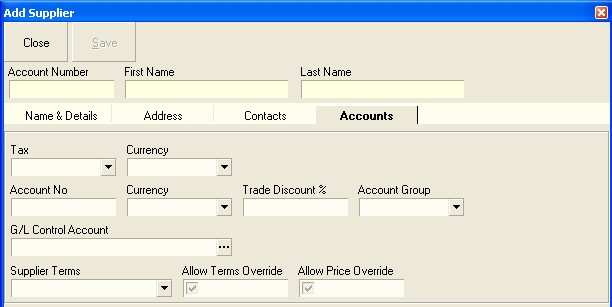 Add Supplier
Close Save
Account Number First Name Last Name
Name & Details Address Contacts Accounts
Tax Currency
Account No Currency Trade Discount % Account Group
G/L Control Account
...
Supplier Terms Allow Terms Override Allow Price Override